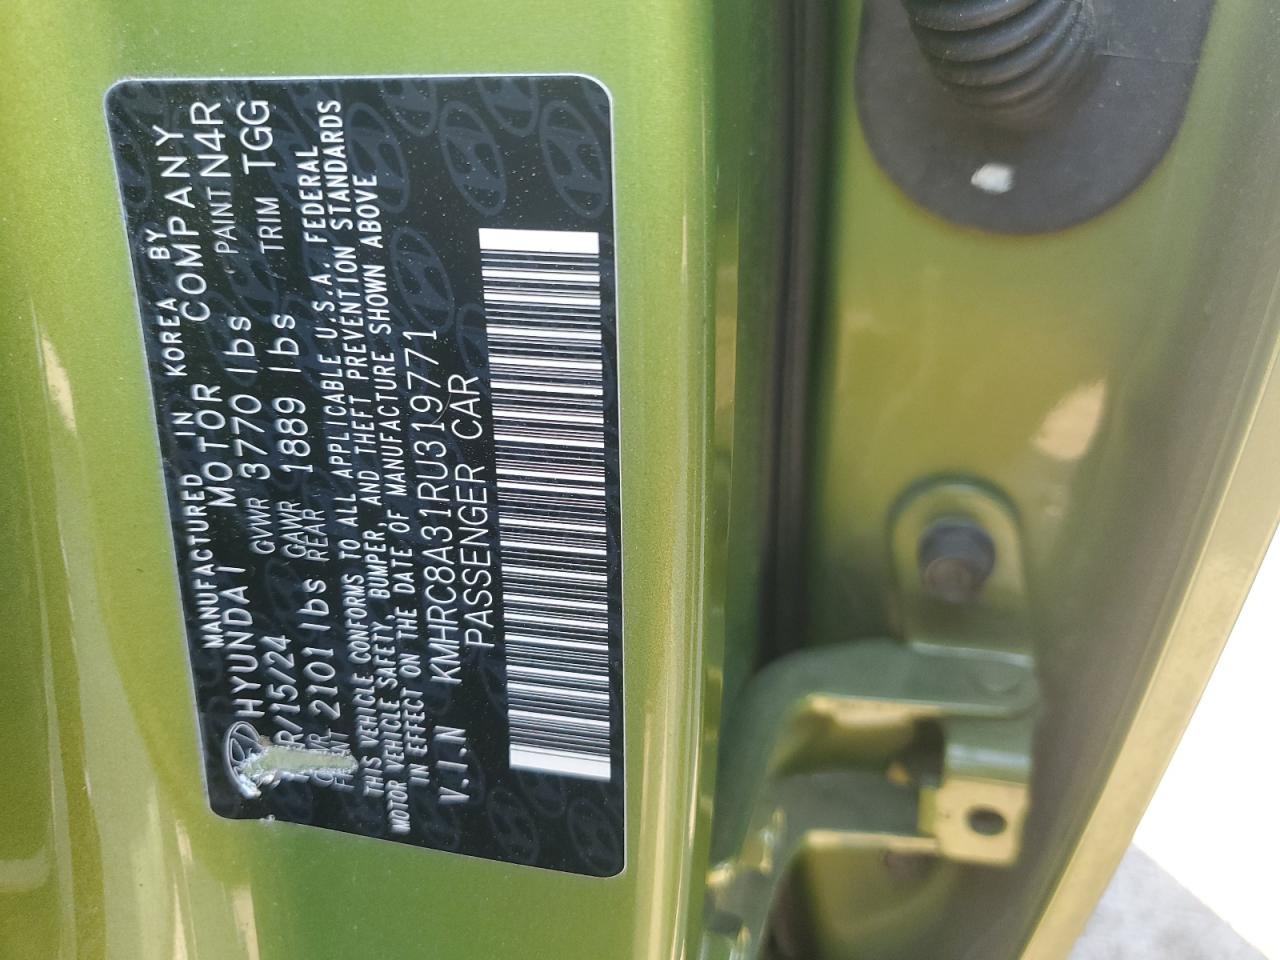 MANUFACTURED IN KOREA BY
HYUNDAI MOTOR COMPANY
R/15/24 GVWR 3770 lbs PAINT N4R
2101 lbs GAWR REAR 1889 lbs TRIM TGG
THIS VEHICLE CONFORMS TO ALL APPLICABLE U.S.A. FEDERAL
MOTOR VEHICLE SAFETY, BUMPER, AND THEFT PREVENTION STANDARDS
IN EFFECT ON THE DATE OF MANUFACTURE SHOWN ABOVE
V.I.N KMHRC8A31RU319771
PASSENGER CAR